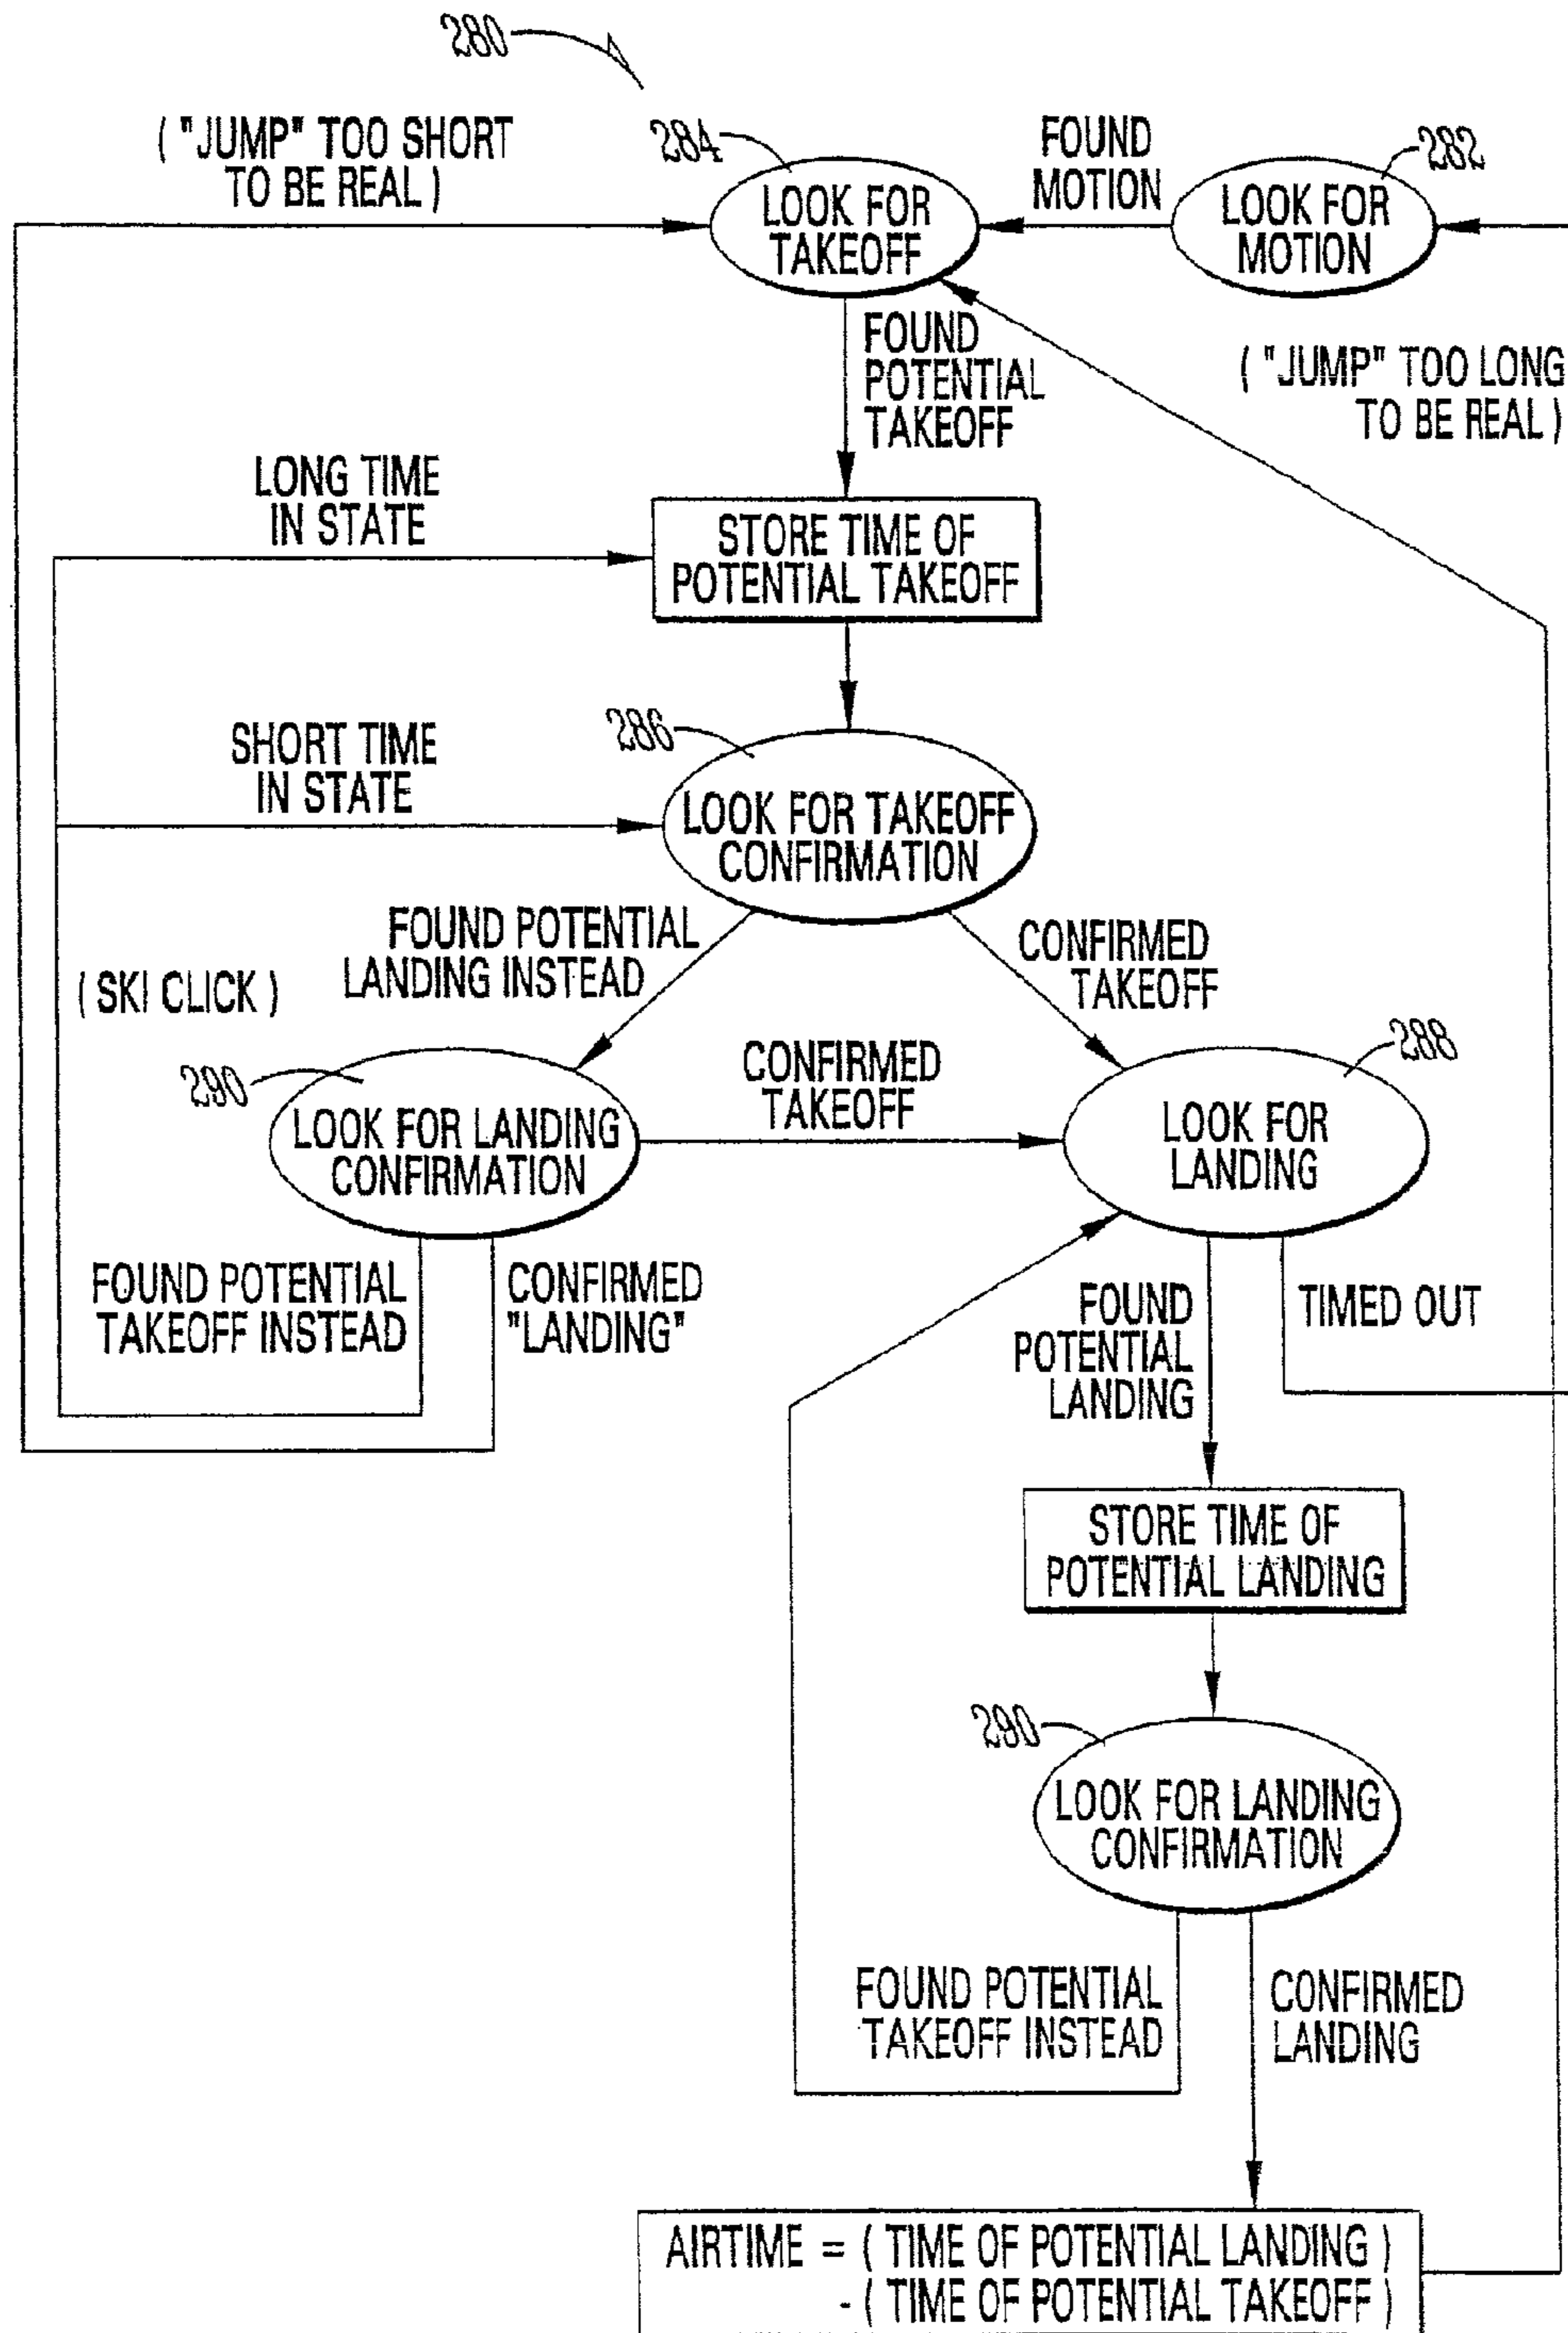 280
( "JUMP" TOO SHORT
TO BE REAL )
284
LOOK FOR
TAKEOFF
FOUND
MOTION
282
LOOK FOR
MOTION
FOUND
POTENTIAL
TAKEOFF
( "JUMP" TOO LONG
TO BE REAL )
LONG TIME
IN STATE
STORE TIME OF
POTENTIAL TAKEOFF
SHORT TIME
IN STATE
286
LOOK FOR TAKEOFF
CONFIRMATION
FOUND POTENTIAL
LANDING INSTEAD
CONFIRMED
TAKEOFF
( SKI CLICK )
290
LOOK FOR LANDING
CONFIRMATION
CONFIRMED
TAKEOFF
288
LOOK FOR
LANDING
FOUND POTENTIAL
TAKEOFF INSTEAD
CONFIRMED
"LANDING"
FOUND
POTENTIAL
LANDING
TIMED OUT
STORE TIME OF
POTENTIAL LANDING
290
LOOK FOR LANDING
CONFIRMATION
FOUND POTENTIAL
TAKEOFF INSTEAD
CONFIRMED
LANDING
AIRTIME = ( TIME OF POTENTIAL LANDING )
- ( TIME OF POTENTIAL TAKEOFF )